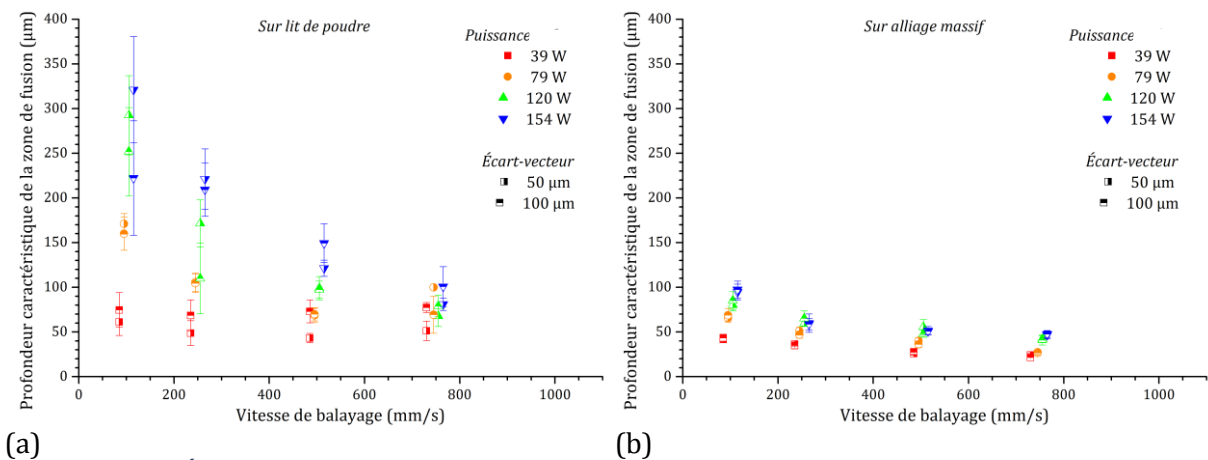 Profondeur caractéristique de la zone de fusion (µm)
400
350
300
250
200
150
100
50
0
Sur lit de poudre
Puissance
39 W
79 W
120 W
154 W
Écart-vecteur
50 µm
100 µm
0 200 400 600 800 1000
Vitesse de balayage (mm/s)
(a)
Profondeur caractéristique de la zone de fusion (µm)
400
350
300
250
200
150
100
50
0
Sur alliage massif
Puissance
39 W
79 W
120 W
154 W
Écart-vecteur
50 µm
100 µm
0 200 400 600 800 1000
Vitesse de balayage (mm/s)
(b)